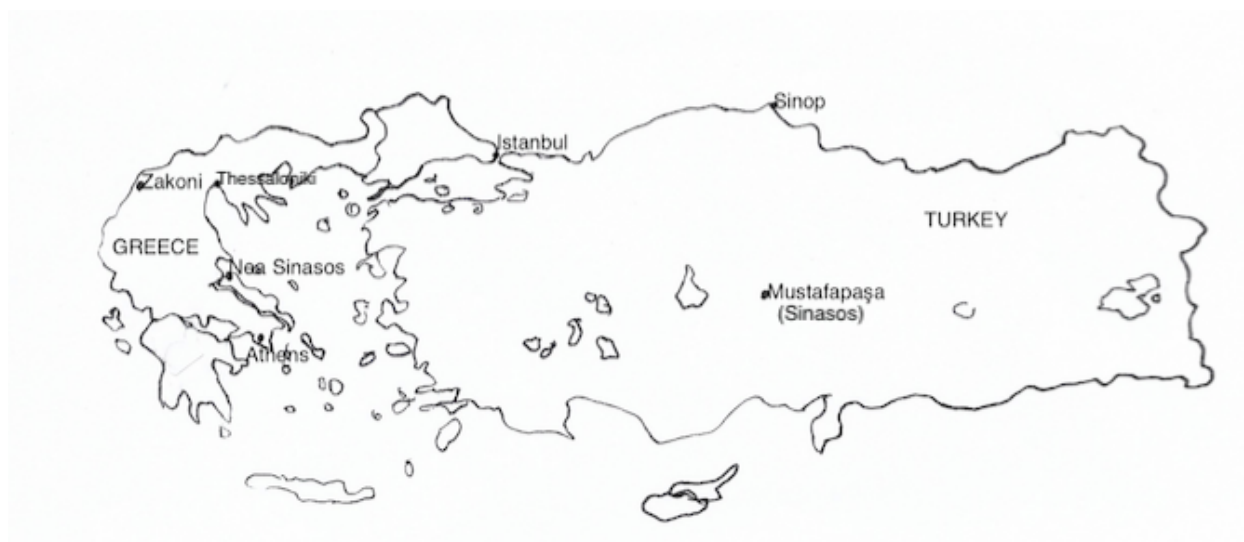 Sinop
Istanbul
Zakoni
Thessaloniki
TURKEY
GREECE
Nea Sinasos
Mustafapaşa
(Sinasos)
Athens